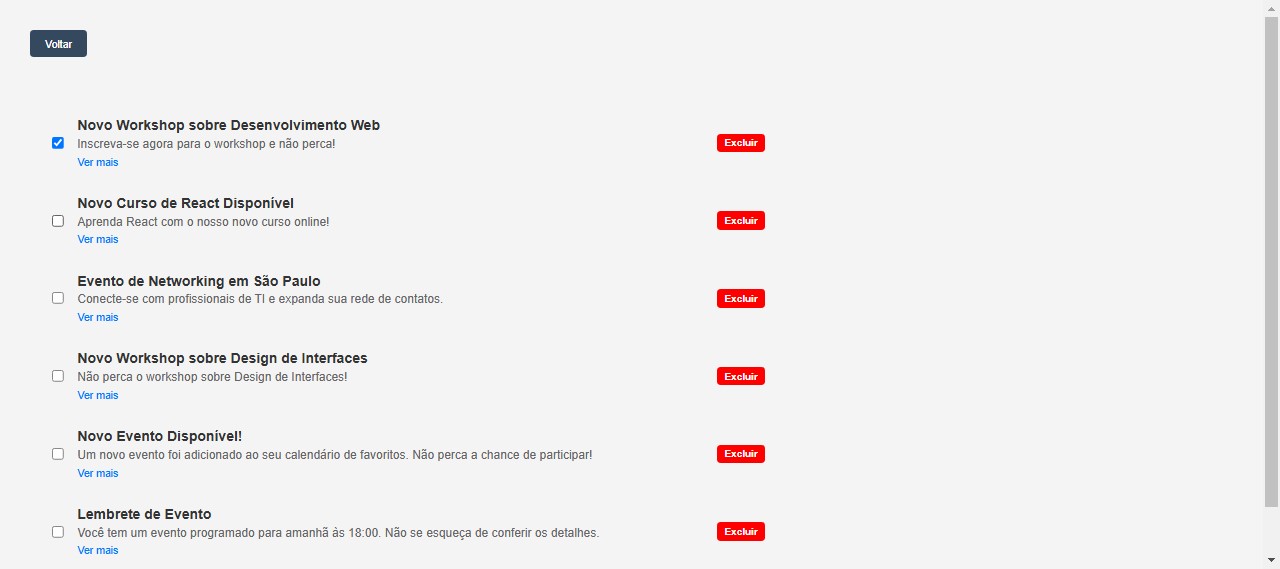 Voltar
Novo Workshop sobre Desenvolvimento Web
Inscreva-se agora para o workshop e não perca!
Excluir
Ver mais
Novo Curso de React Disponível
Aprenda React com o nosso novo curso online!
Excluir
Ver mais
Evento de Networking em São Paulo
Conecte-se com profissionais de TI e expanda sua rede de contatos.
Excluir
Ver mais
Novo Workshop sobre Design de Interfaces
Não perca o workshop sobre Design de Interfaces!
Excluir
Ver mais
Novo Evento Disponível!
Um novo evento foi adicionado ao seu calendário de favoritos. Não perca a chance de participar!
Excluir
Ver mais
Lembrete de Evento
Você tem um evento programado para amanhã às 18:00. Não se esqueça de conferir os detalhes.
Excluir
Ver mais